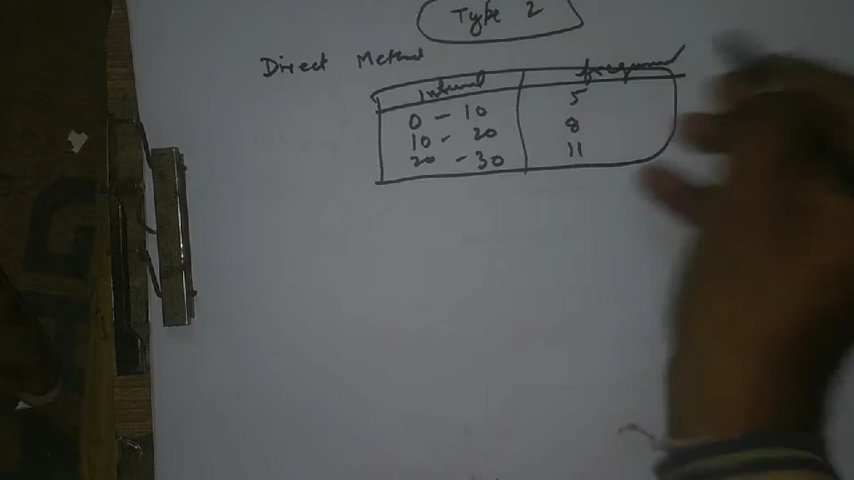 Type 2
Direct Method
interval frequency
0 - 10 5
10 - 20 8
20 - 30 11